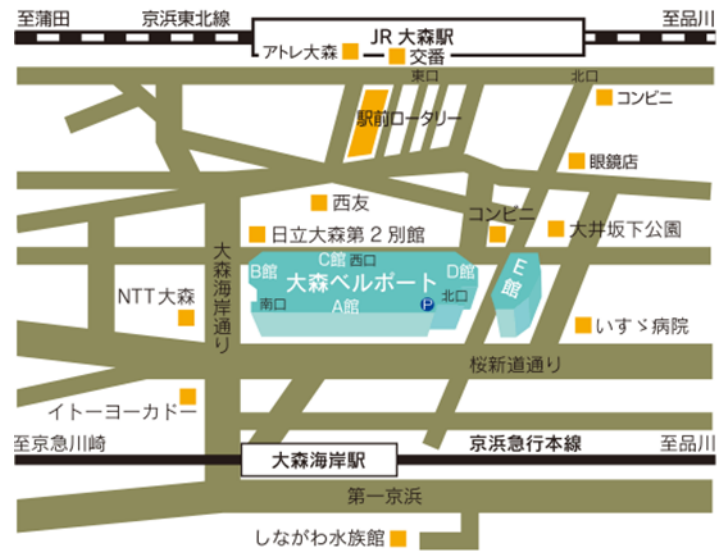 至蒲田
京浜東北線
至品川
JR 大森駅
アトレ大森
交番
東口
北口
コンビニ
駅前ロータリー
眼鏡店
西友
コンビニ
大井坂下公園
日立大森第2別館
大森海岸通り
C館 西口
B館
D館
E館
大森ベルポート
NTT大森
南口
A館
P
北口
いすゞ病院
桜新道通り
イトーヨーカドー
至京急川崎
京浜急行本線
至品川
大森海岸駅
第一京浜
しながわ水族館